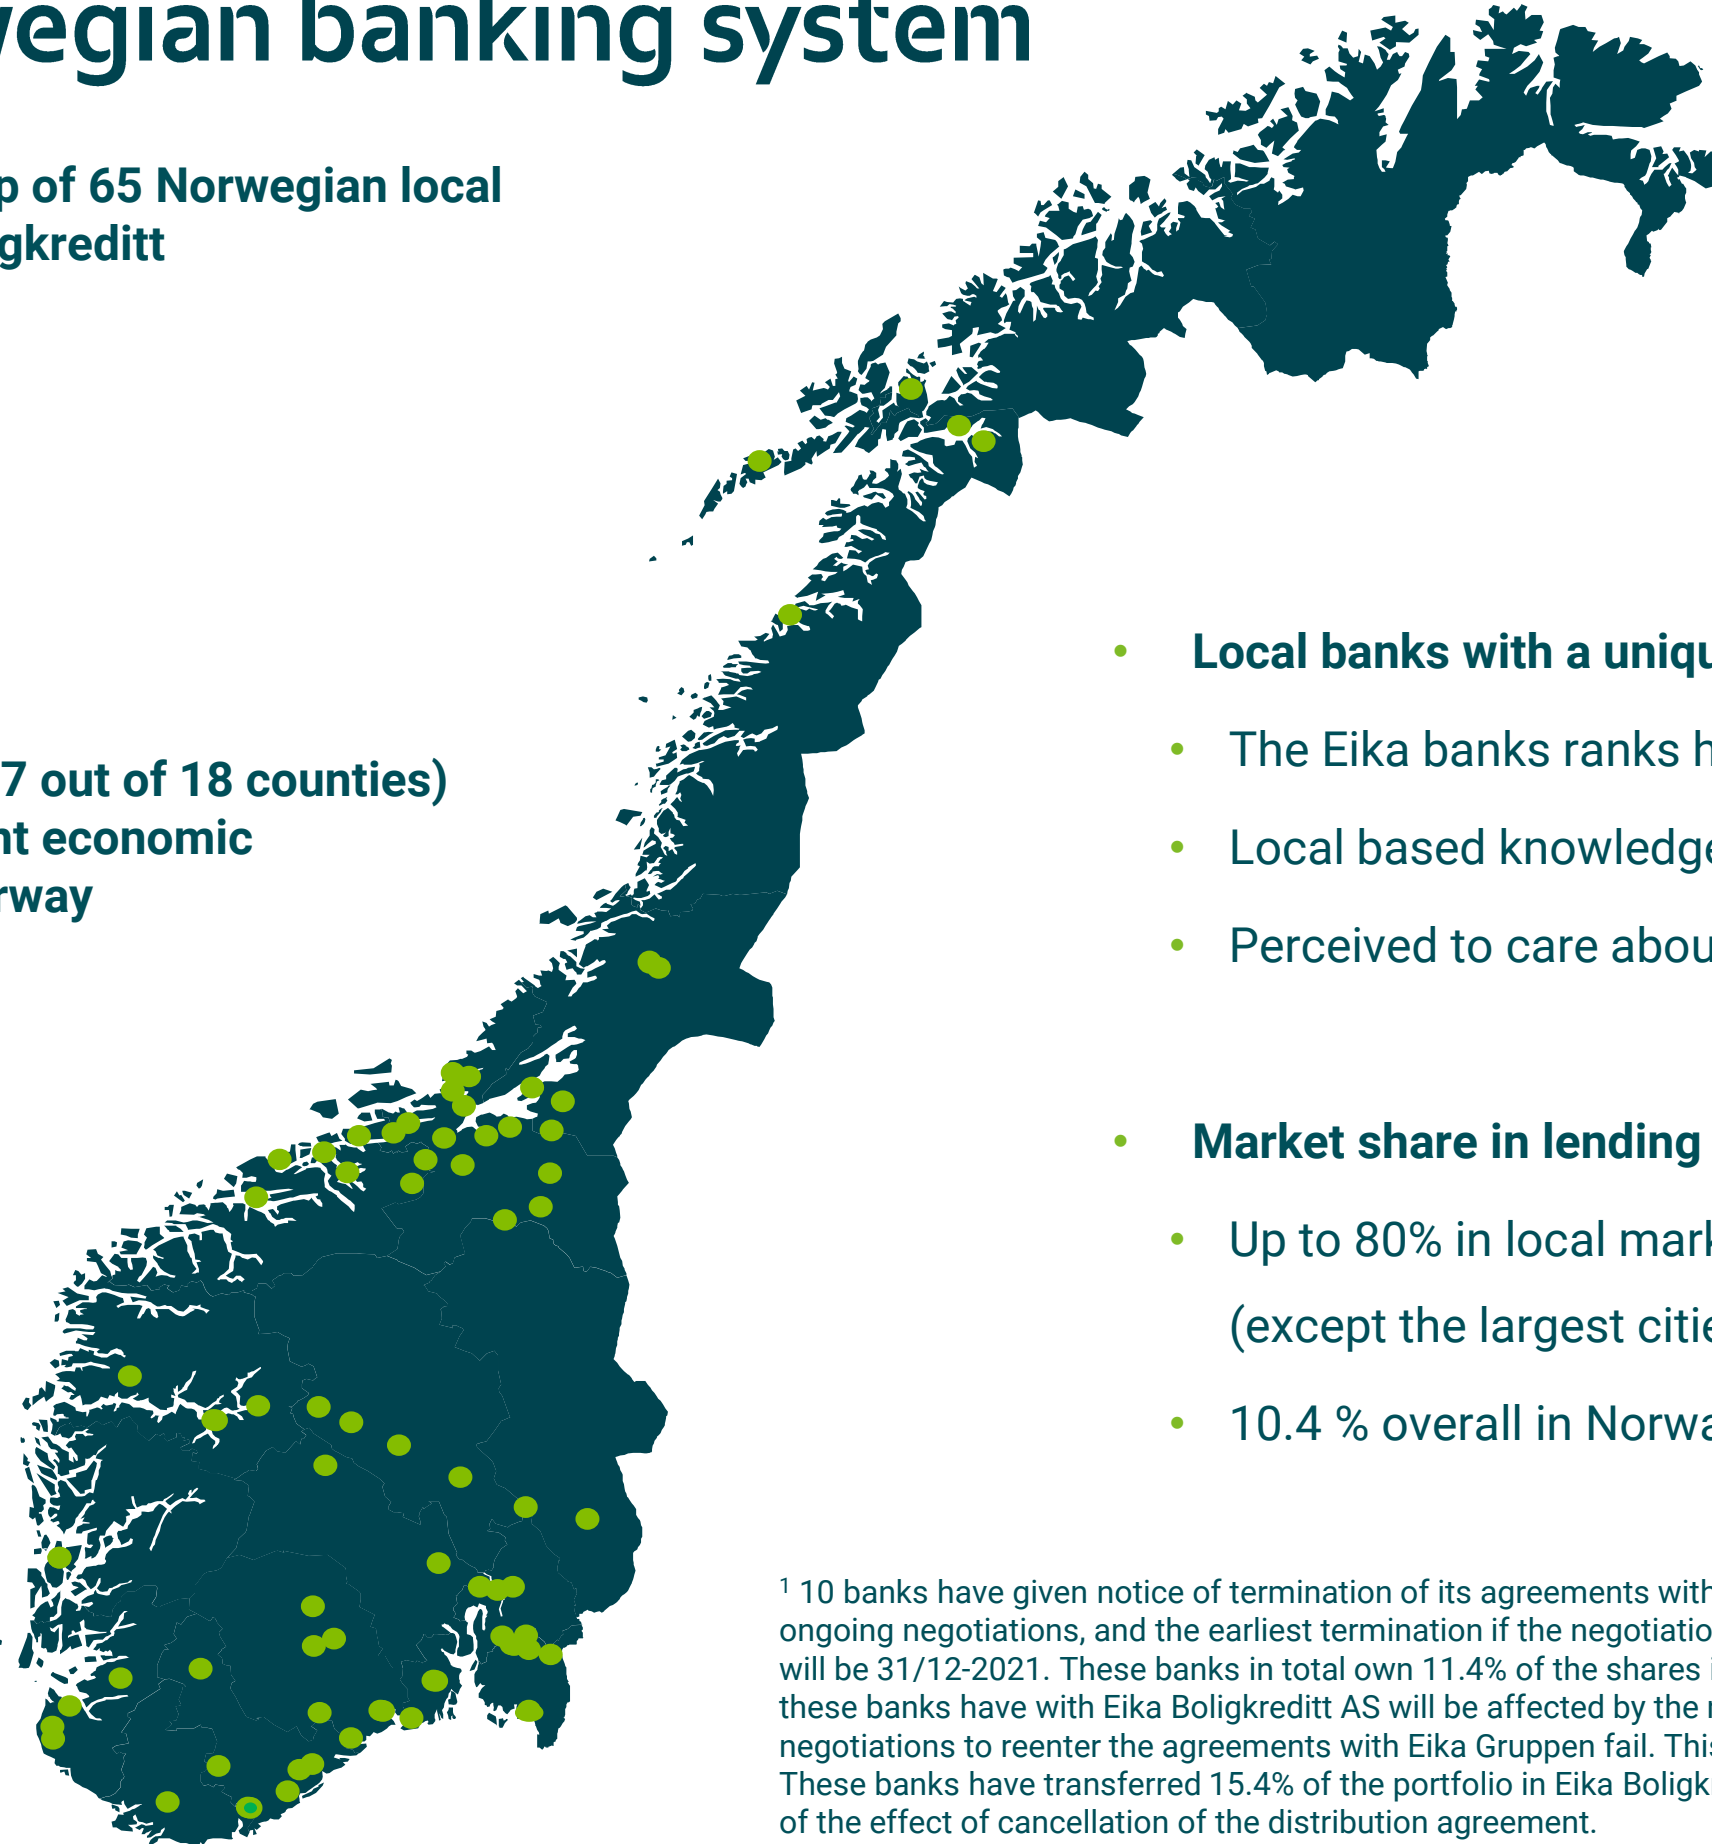 wegian banking system
p of 65 Norwegian local
gkreditt
7 out of 18 counties)
nt economic
rway
• Local banks with a uniqu
• The Eika banks ranks h
• Local based knowledge
• Perceived to care abou
• Market share in lending
• Up to 80% in local mark
(except the largest citie
• 10.4 % overall in Norwa
1 10 banks have given notice of termination of its agreements with
ongoing negotiations, and the earliest termination if the negotiatio
will be 31/12-2021. These banks in total own 11.4% of the shares i
these banks have with Eika Boligkreditt AS will be affected by the r
negotiations to reenter the agreements with Eika Gruppen fail. This
These banks have transferred 15.4% of the portfolio in Eika Boligk
of the effect of cancellation of the distribution agreement.